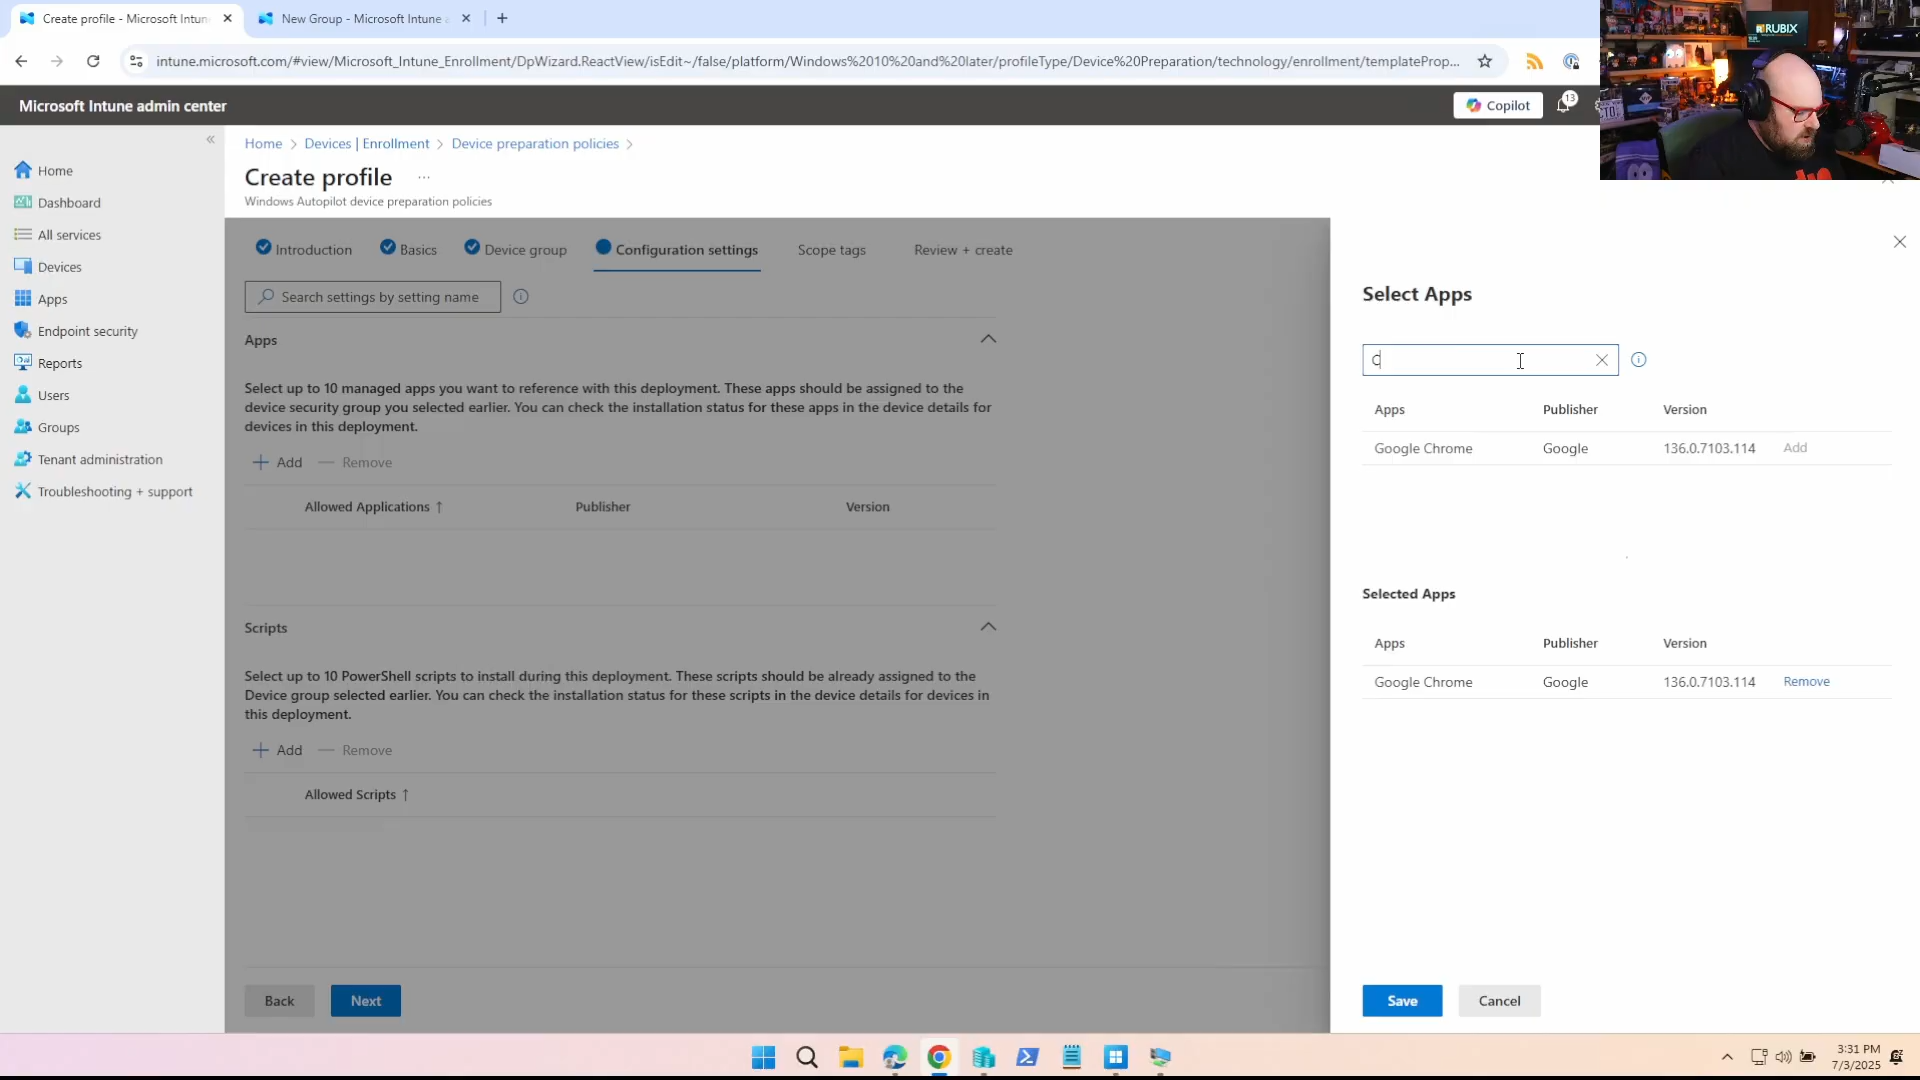 Create profile - Microsoft Intun
New Group - Microsoft Intune a
intune.microsoft.com/#view/Microsoft_Intune_Enrollment/DpWizard.ReactView/isEdit~/false/platform/Windows%2010%20and%20later/profileType/Device%20Preparation/technology/enrollment/templateProp...
RUBIX
Microsoft Intune admin center
Copilot
13
Home
Dashboard
All services
Devices
Apps
Endpoint security
Reports
Users
Groups
Tenant administration
Troubleshooting + support
Home > Devices | Enrollment > Device preparation policies >
Create profile ...
Windows Autopilot device preparation policies
Introduction Basics Device group Configuration settings Scope tags Review + create
Search settings by setting name
Apps
Select up to 10 managed apps you want to reference with this deployment. These apps should be assigned to the
device security group you selected earlier. You can check the installation status for these apps in the device details for
devices in this deployment.
+ Add — Remove
Allowed Applications ↑ Publisher Version
Scripts
Select up to 10 PowerShell scripts to install during this deployment. These scripts should be already assigned to the
Device group selected earlier. You can check the installation status for these scripts in the device details for devices in
this deployment.
+ Add — Remove
Allowed Scripts ↑
Back Next
Select Apps
C
Apps Publisher Version
Google Chrome Google 136.0.7103.114 Add
Selected Apps
Apps Publisher Version
Google Chrome Google 136.0.7103.114 Remove
Save Cancel
3:31 PM
7/3/2025